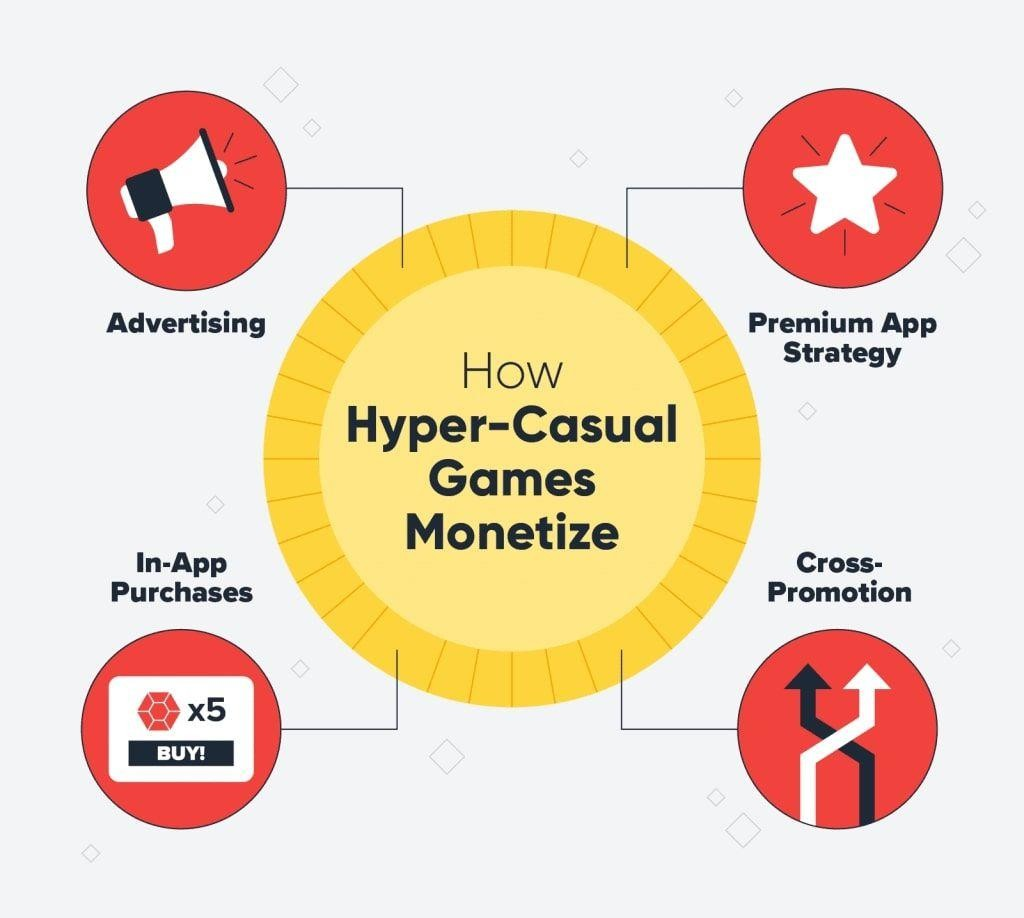 Advertising
Premium App
Strategy
How
Hyper-Casual
Games
Monetize
In-App
Purchases
Cross-
Promotion
x5
BUY!